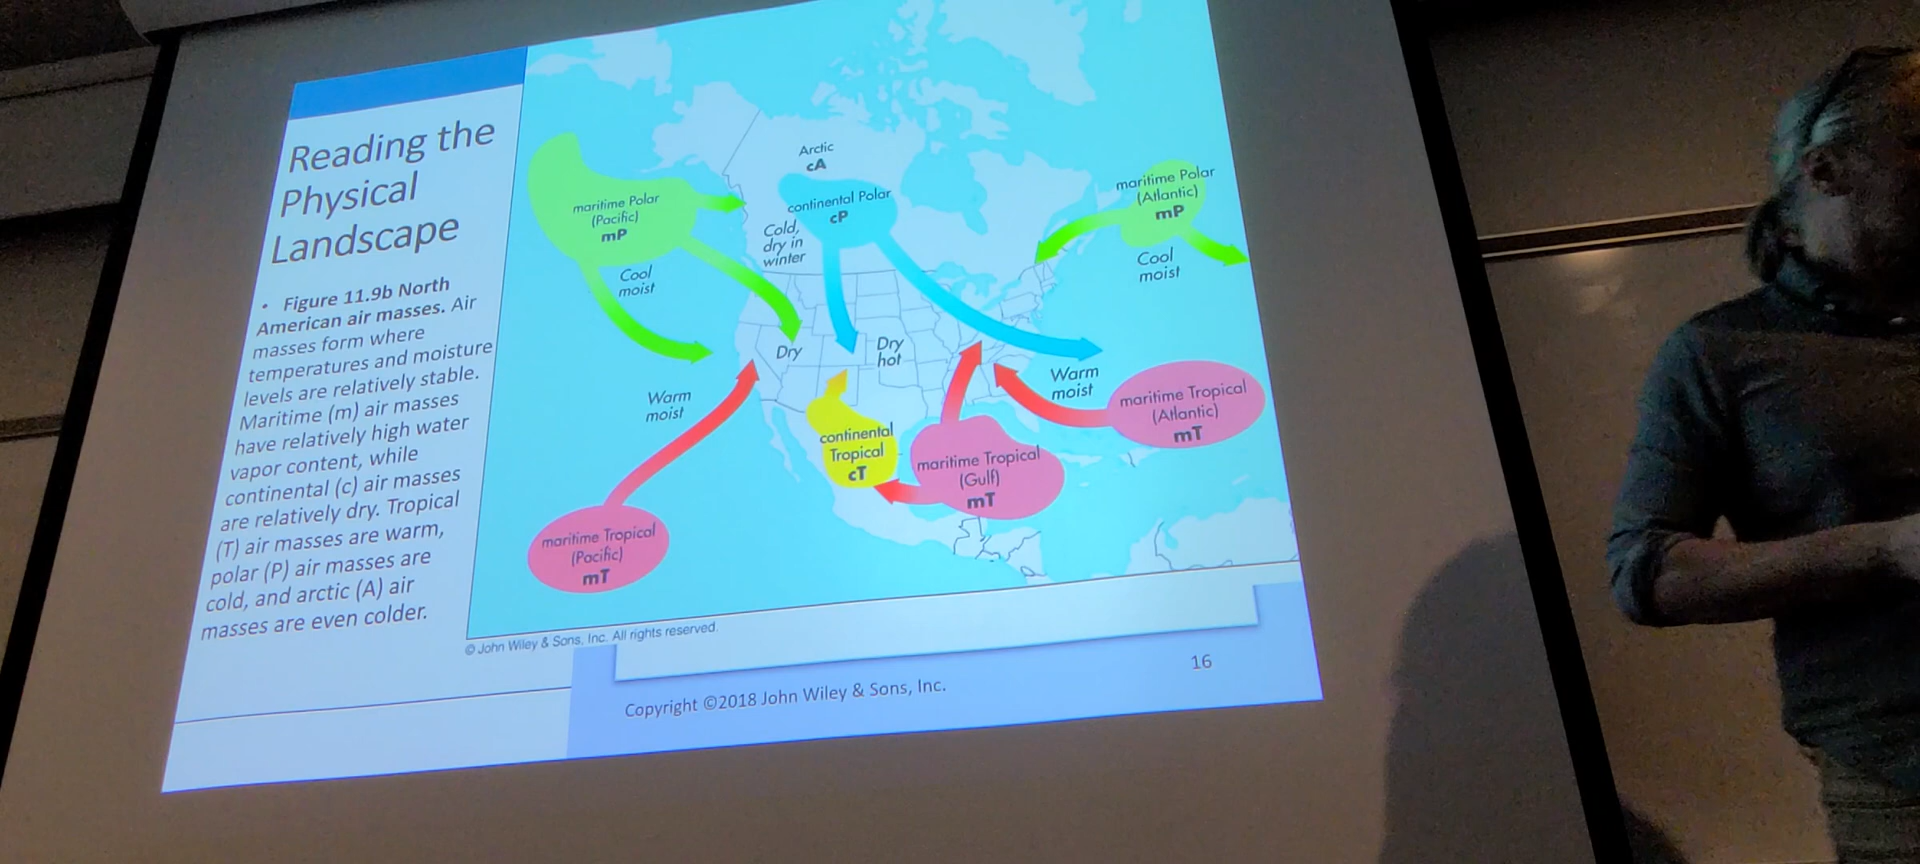 Reading the
Physical
Landscape
• Figure 11.9b North
American air masses. Air
masses form where
temperatures and moisture
levels are relatively stable.
Maritime (m) air masses
have relatively high water
vapor content, while
continental (c) air masses
are relatively dry. Tropical
(T) air masses are warm,
polar (P) air masses are
cold, and arctic (A) air
masses are even colder.
Arctic
cA
continental Polar
cP
Cold,
dry in
winter
maritime Polar
(Pacific)
mP
Cool
moist
maritime Polar
(Atlantic)
mP
Cool
moist
Dry
Dry
hot
Warm
moist
Warm
moist
maritime Tropical
(Atlantic)
mT
continental
Tropical
cT
maritime Tropical
(Gulf)
mT
maritime Tropical
(Pacific)
mT
© John Wiley & Sons, Inc. All rights reserved.
Copyright ©2018 John Wiley & Sons, Inc.
16